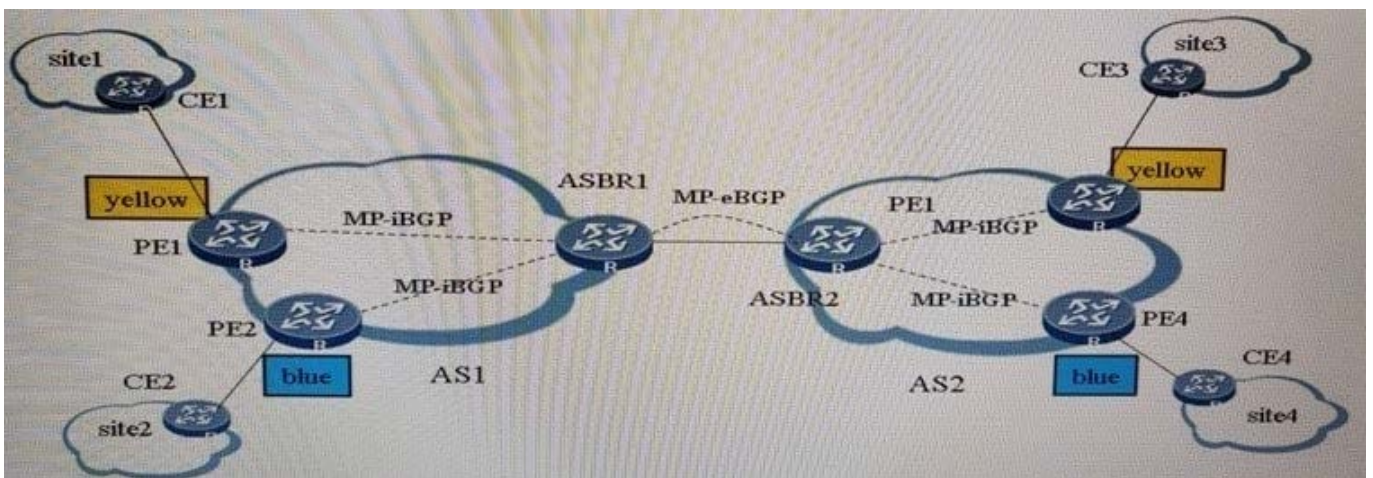 site1
CE1
site3
CE3
yellow
PE1
MP-iBGP
MP-iBGP
ASBR1
MP-eBGP
PE1
MP-iBGP
yellow
PE2
blue
AS1
CE2
site2
ASBR2
MP-iBGP
PE4
AS2
blue
CE4
site4
R
R
R
R
R
R